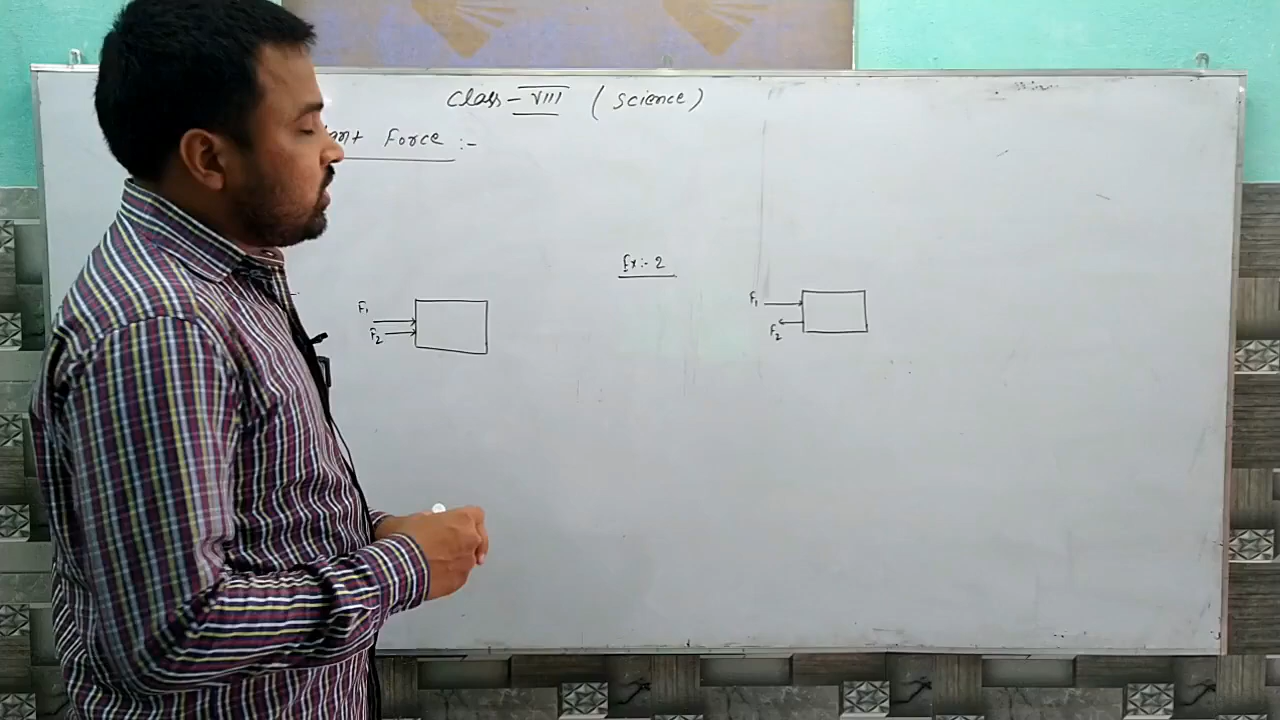 Class - VIII ( Science )
Force :-
Ex :- 2
F₁
F₂
F₁
F₂